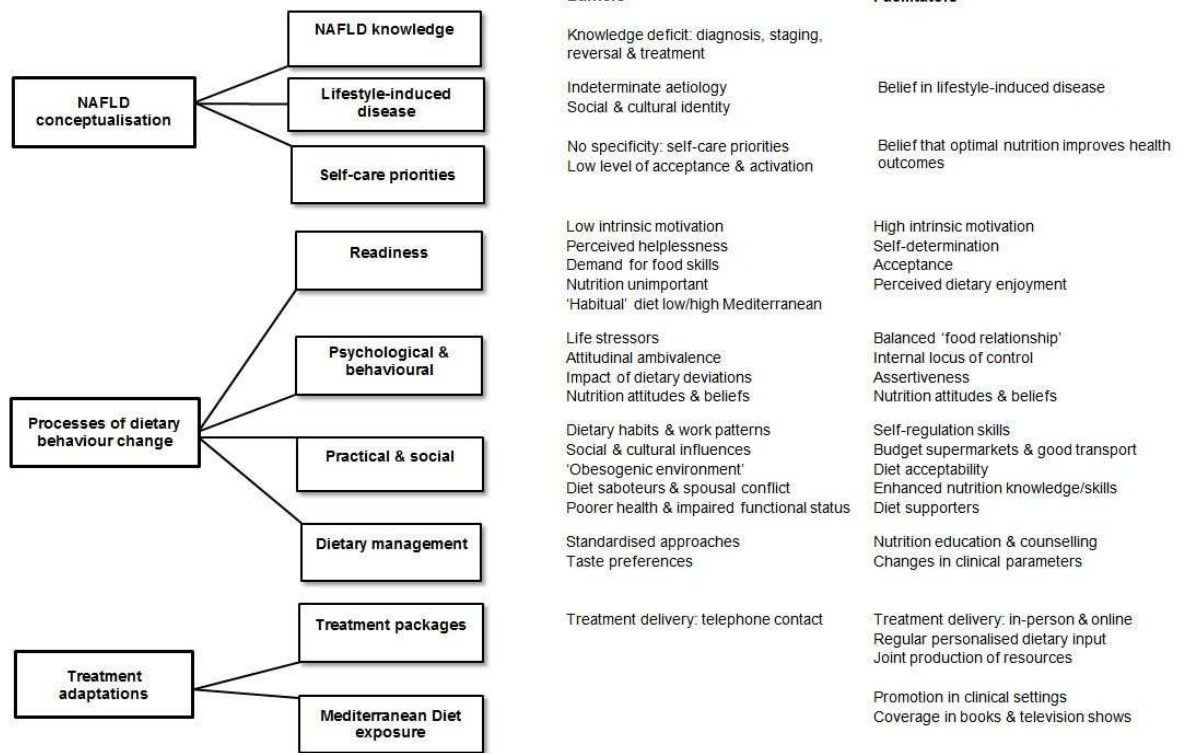 Barriers
Facilitators
NAFLD knowledge
Knowledge deficit: diagnosis, staging,
reversal & treatment
NAFLD
conceptualisation
Lifestyle-induced
disease
Indeterminate aetiology
Social & cultural identity
Belief in lifestyle-induced disease
Self-care priorities
No specificity: self-care priorities
Low level of acceptance & activation
Belief that optimal nutrition improves health
outcomes
Processes of dietary
behaviour change
Readiness
Low intrinsic motivation
Perceived helplessness
Demand for food skills
Nutrition unimportant
‘Habitual’ diet low/high Mediterranean
High intrinsic motivation
Self-determination
Acceptance
Perceived dietary enjoyment
Psychological &
behavioural
Life stressors
Attitudinal ambivalence
Impact of dietary deviations
Nutrition attitudes & beliefs
Balanced ‘food relationship’
Internal locus of control
Assertiveness
Nutrition attitudes & beliefs
Practical & social
Dietary habits & work patterns
Social & cultural influences
‘Obesogenic environment’
Diet saboteurs & spousal conflict
Poorer health & impaired functional status
Self-regulation skills
Budget supermarkets & good transport
Diet acceptability
Enhanced nutrition knowledge/skills
Diet supporters
Dietary management
Standardised approaches
Taste preferences
Nutrition education & counselling
Changes in clinical parameters
Treatment
adaptations
Treatment packages
Treatment delivery: telephone contact
Treatment delivery: in-person & online
Regular personalised dietary input
Joint production of resources
Mediterranean Diet
exposure
Promotion in clinical settings
Coverage in books & television shows